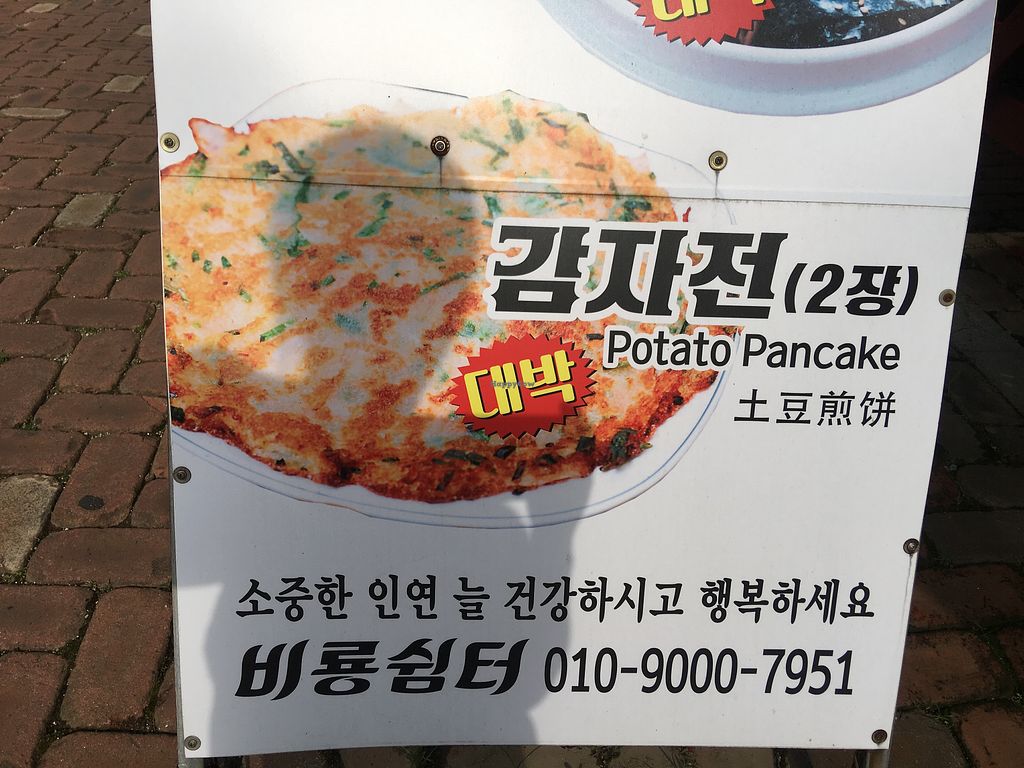 감자전(2장)
Potato Pancake
대박
土豆煎饼
소중한 인연 늘 건강하시고 행복하세요
비룡쉼터 010-9000-7951